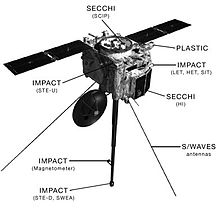 SECCHI
(SCIP)
PLASTIC
IMPACT
(LET, HET, SIT)
IMPACT
(STE-U)
SECCHI
(HI)
S/WAVES
antennas
IMPACT
(Magnetometer)
IMPACT
(STE-D, SWEA)